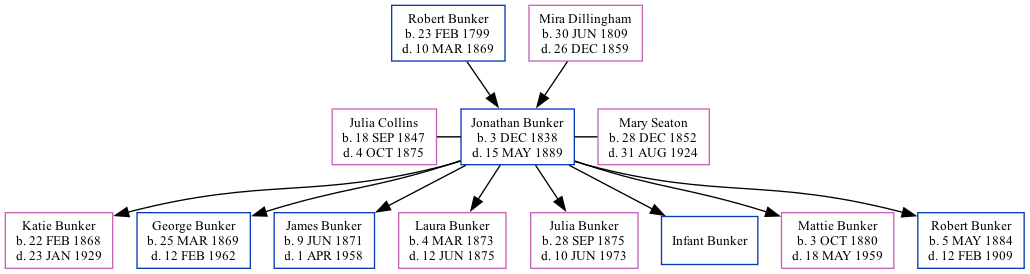 Robert Bunker
b. 23 FEB 1799
d. 10 MAR 1869
Mira Dillingham
b. 30 JUN 1809
d. 26 DEC 1859
Julia Collins
b. 18 SEP 1847
d. 4 OCT 1875
Jonathan Bunker
b. 3 DEC 1838
d. 15 MAY 1889
Mary Seaton
b. 28 DEC 1852
d. 31 AUG 1924
Katie Bunker
b. 22 FEB 1868
d. 23 JAN 1929
George Bunker
b. 25 MAR 1869
d. 12 FEB 1962
James Bunker
b. 9 JUN 1871
d. 1 APR 1958
Laura Bunker
b. 4 MAR 1873
d. 12 JUN 1875
Julia Bunker
b. 28 SEP 1875
d. 10 JUN 1973
Infant Bunker
Mattie Bunker
b. 3 OCT 1880
d. 18 MAY 1959
Robert Bunker
b. 5 MAY 1884
d. 12 FEB 1909